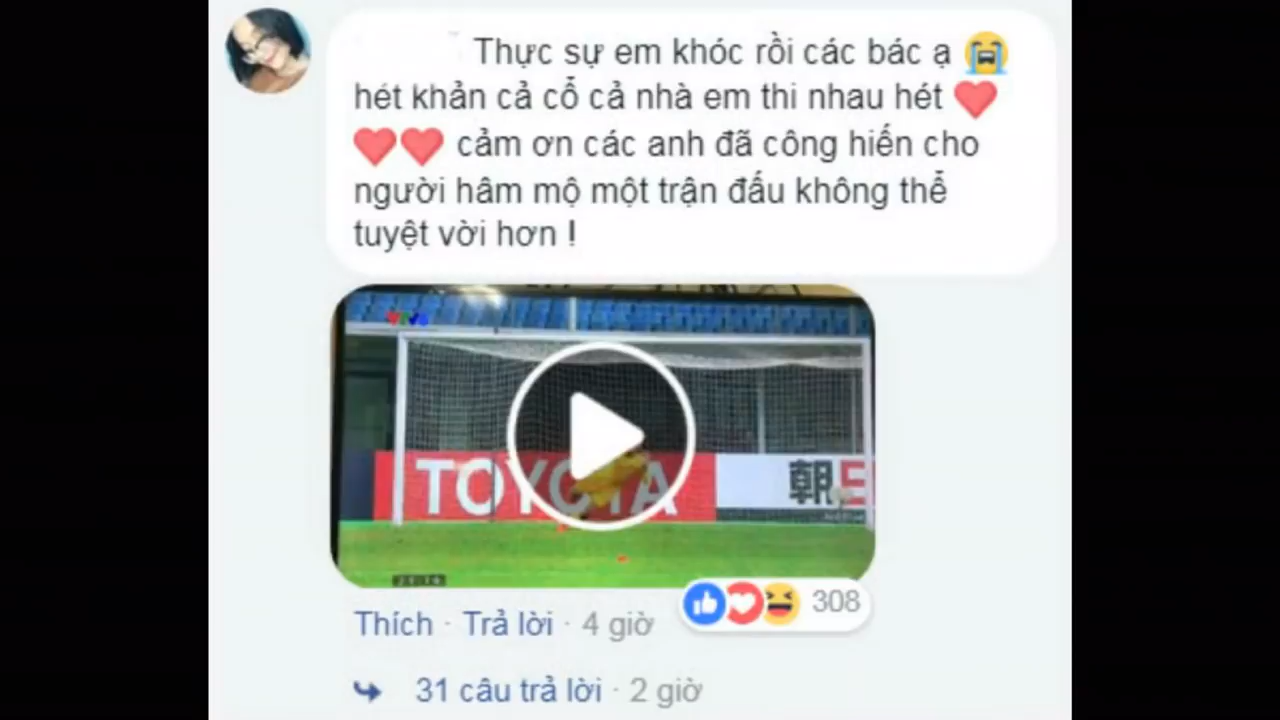 Thực sự em khóc rồi các bác ạ 😭
hét khản cả cổ cả nhà em thi nhau hét ❤
❤❤ cảm ơn các anh đã công hiến cho
người hâm mộ một trận đấu không thể
tuyệt vời hơn !
TOYOTA
朝日
Thích · Trả lời · 4 giờ
308
31 câu trả lời · 2 giờ